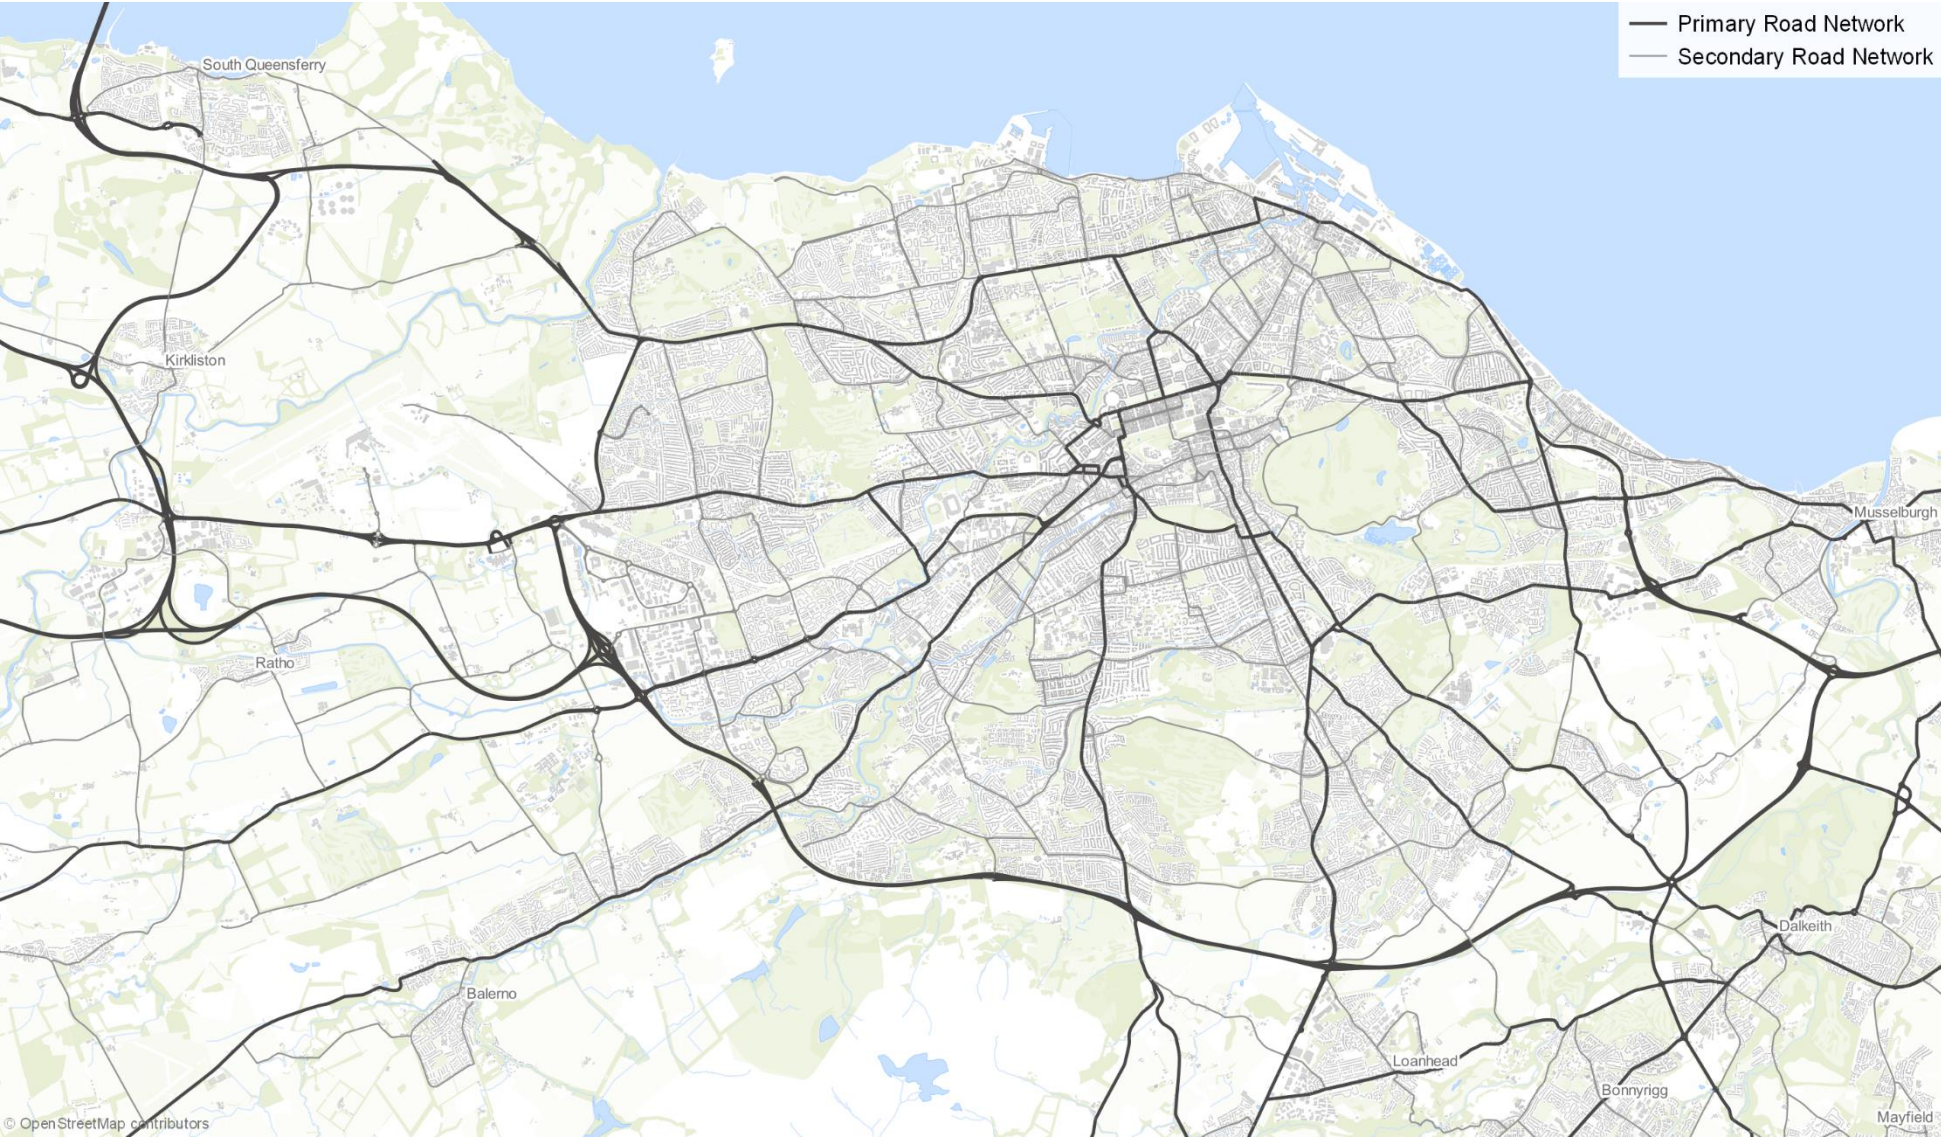 Primary Road Network
Secondary Road Network
South Queensferry
Kirkliston
Musselburgh
Ratho
Dalkeith
Balerno
Loanhead
Bonnyrigg
Mayfield
© OpenStreetMap contributors